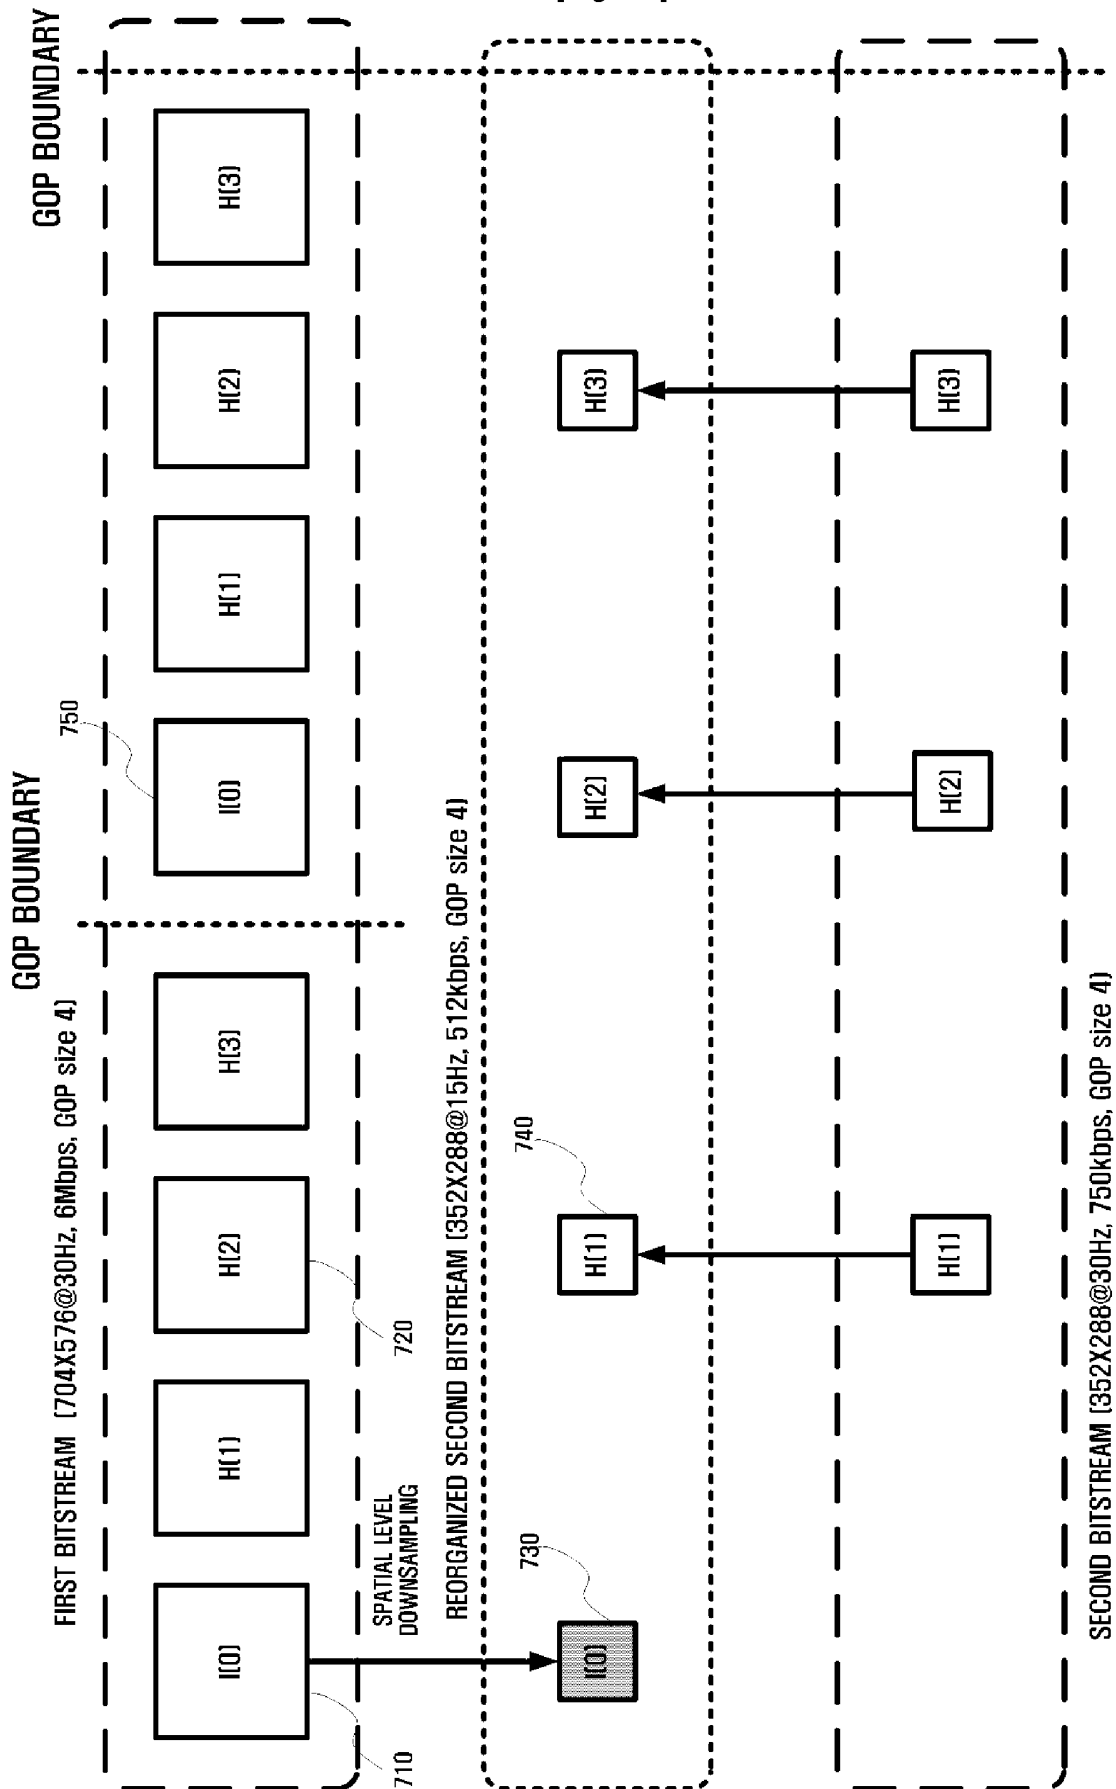 GOP BOUNDARY
GOP BOUNDARY
FIRST BITSTREAM (704X576@30Hz, 6Mbps, GOP size 4)
750
I(0)
H(1)
H(2)
H(3)
I(0)
H(1)
H(2)
H(3)
710
720
SPATIAL LEVEL
DOWNSAMPLING
REORGANIZED SECOND BITSTREAM (352X288@15Hz, 512kbps, GOP size 4)
730
740
I(0)
H(1)
H(2)
H(3)
H(1)
H(2)
H(3)
SECOND BITSTREAM (352X288@30Hz, 750kbps, GOP size 4)